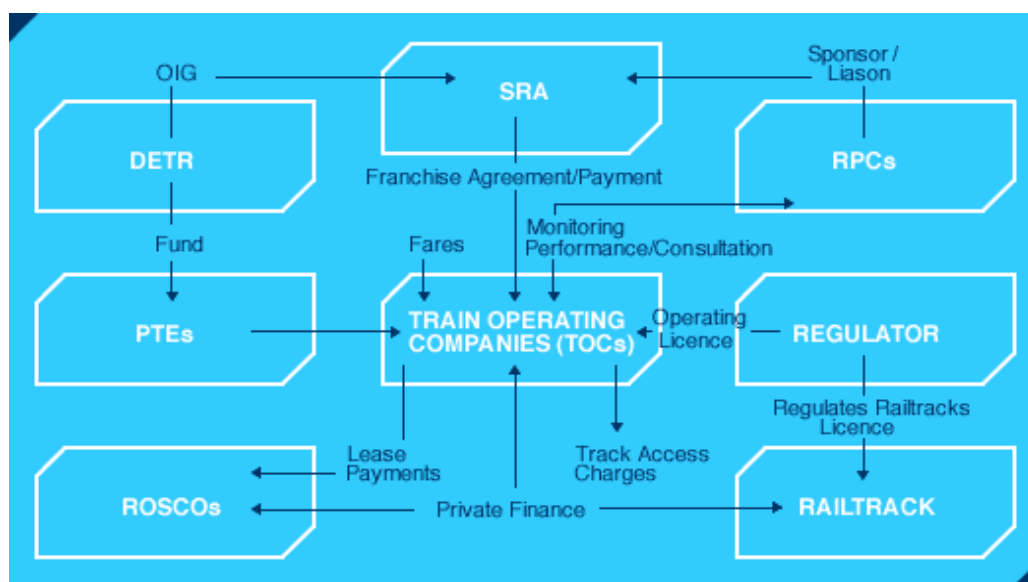 OIG
Sponsor /
Liason
SRA
DETR
RPCs
Franchise Agreement/Payment
Fund
Fares
Monitoring
Performance/Consultation
PTEs
TRAIN OPERATING
COMPANIES (TOCs)
Operating
Licence
REGULATOR
Regulates Railtracks
Licence
Lease
Payments
Track Access
Charges
ROSCOs
Private Finance
RAILTRACK